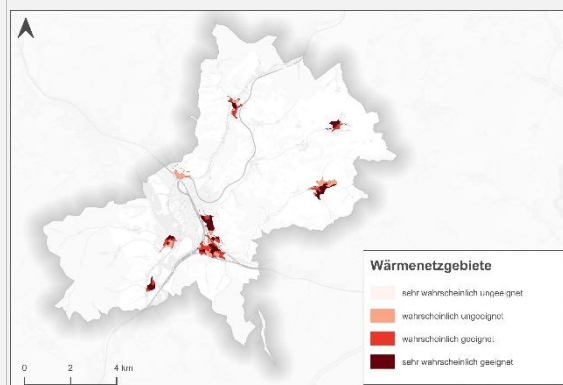 Wärmenetzgebiete
sehr wahrscheinlich ungeeignet
wahrscheinlich ungeeignet
wahrscheinlich geeignet
sehr wahrscheinlich geeignet
0 2 4 km